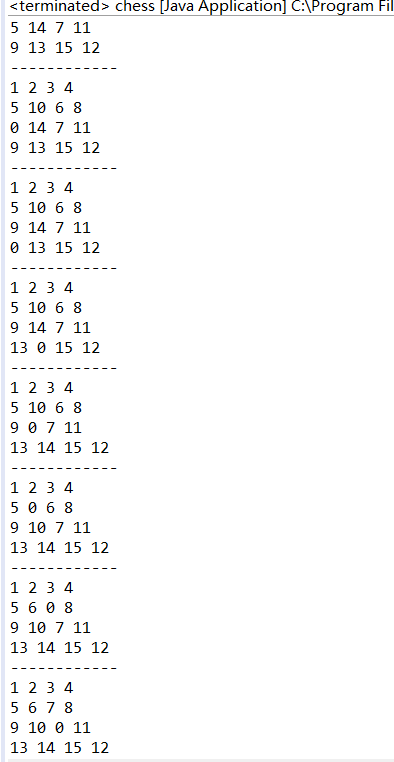 <terminated> chess [Java Application] C:\Program Fil
5 14 7 11
9 13 15 12
------------
1 2 3 4
5 10 6 8
0 14 7 11
9 13 15 12
------------
1 2 3 4
5 10 6 8
9 14 7 11
0 13 15 12
------------
1 2 3 4
5 10 6 8
9 14 7 11
13 0 15 12
------------
1 2 3 4
5 10 6 8
9 0 7 11
13 14 15 12
------------
1 2 3 4
5 0 6 8
9 10 7 11
13 14 15 12
------------
1 2 3 4
5 6 0 8
9 10 7 11
13 14 15 12
------------
1 2 3 4
5 6 7 8
9 10 0 11
13 14 15 12